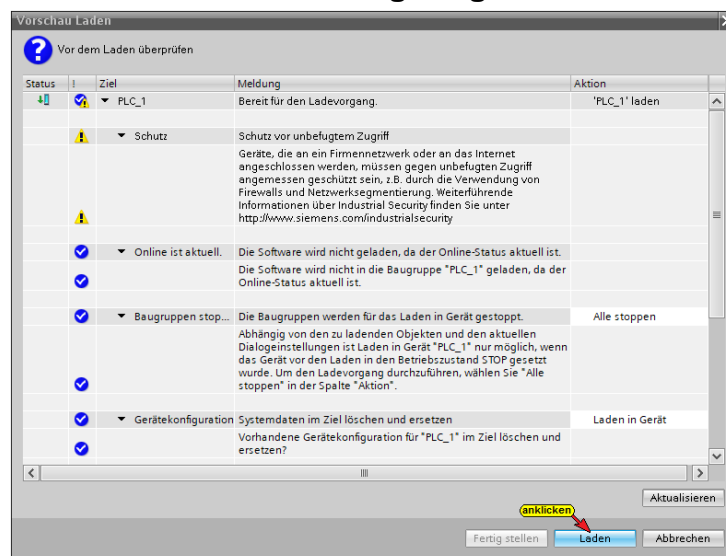 Vorschau Laden
Vor dem Laden überprüfen
Status ! Ziel Meldung Aktion
PLC_1 Bereit für den Ladevorgang. 'PLC_1' laden
Schutz Schutz vor unbefugtem Zugriff
Geräte, die an ein Firmennetzwerk oder an das Internet
angeschlossen werden, müssen gegen unbefugten Zugriff
angemessen geschützt sein, z.B. durch die Verwendung von
Firewalls und Netzwerksegmentierung. Weiterführende
Informationen über Industrial Security finden Sie unter
http://www.siemens.com/industrialsecurity
Online ist aktuell. Die Software wird nicht geladen, da der Online-Status aktuell ist.
Die Software wird nicht in die Baugruppe "PLC_1" geladen, da der
Online-Status aktuell ist.
Baugruppen stop... Die Baugruppen werden für das Laden in Gerät gestoppt. Alle stoppen
Abhängig von den zu ladenden Objekten und den aktuellen
Dialogeinstellungen ist Laden in Gerät "PLC_1" nur möglich, wenn
das Gerät vor den Laden in den Betriebszustand STOP gesetzt
wurde. Um den Ladevorgang durchzuführen, wählen Sie "Alle
stoppen" in der Spalte "Aktion".
Gerätekonfiguration Systemdaten im Ziel löschen und ersetzen Laden in Gerät
Vorhandene Gerätekonfiguration für "PLC_1" im Ziel löschen und
ersetzen?
Aktualisieren
anklicken
Fertig stellen Laden Abbrechen